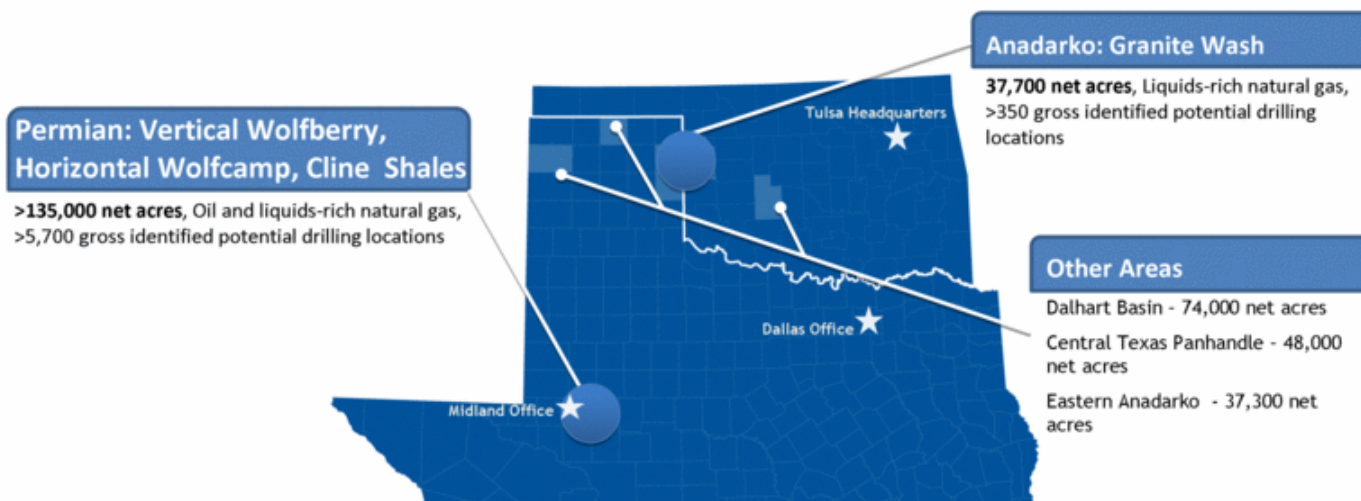 Anadarko: Granite Wash
37,700 net acres, Liquids-rich natural gas,
>350 gross identified potential drilling
locations
Permian: Vertical Wolfberry,
Horizontal Wolfcamp, Cline Shales
>135,000 net acres, Oil and liquids-rich natural gas,
>5,700 gross identified potential drilling locations
Tulsa Headquarters
Dallas Office
Midland Office
Other Areas
Dalhart Basin - 74,000 net acres
Central Texas Panhandle - 48,000
net acres
Eastern Anadarko - 37,300 net
acres